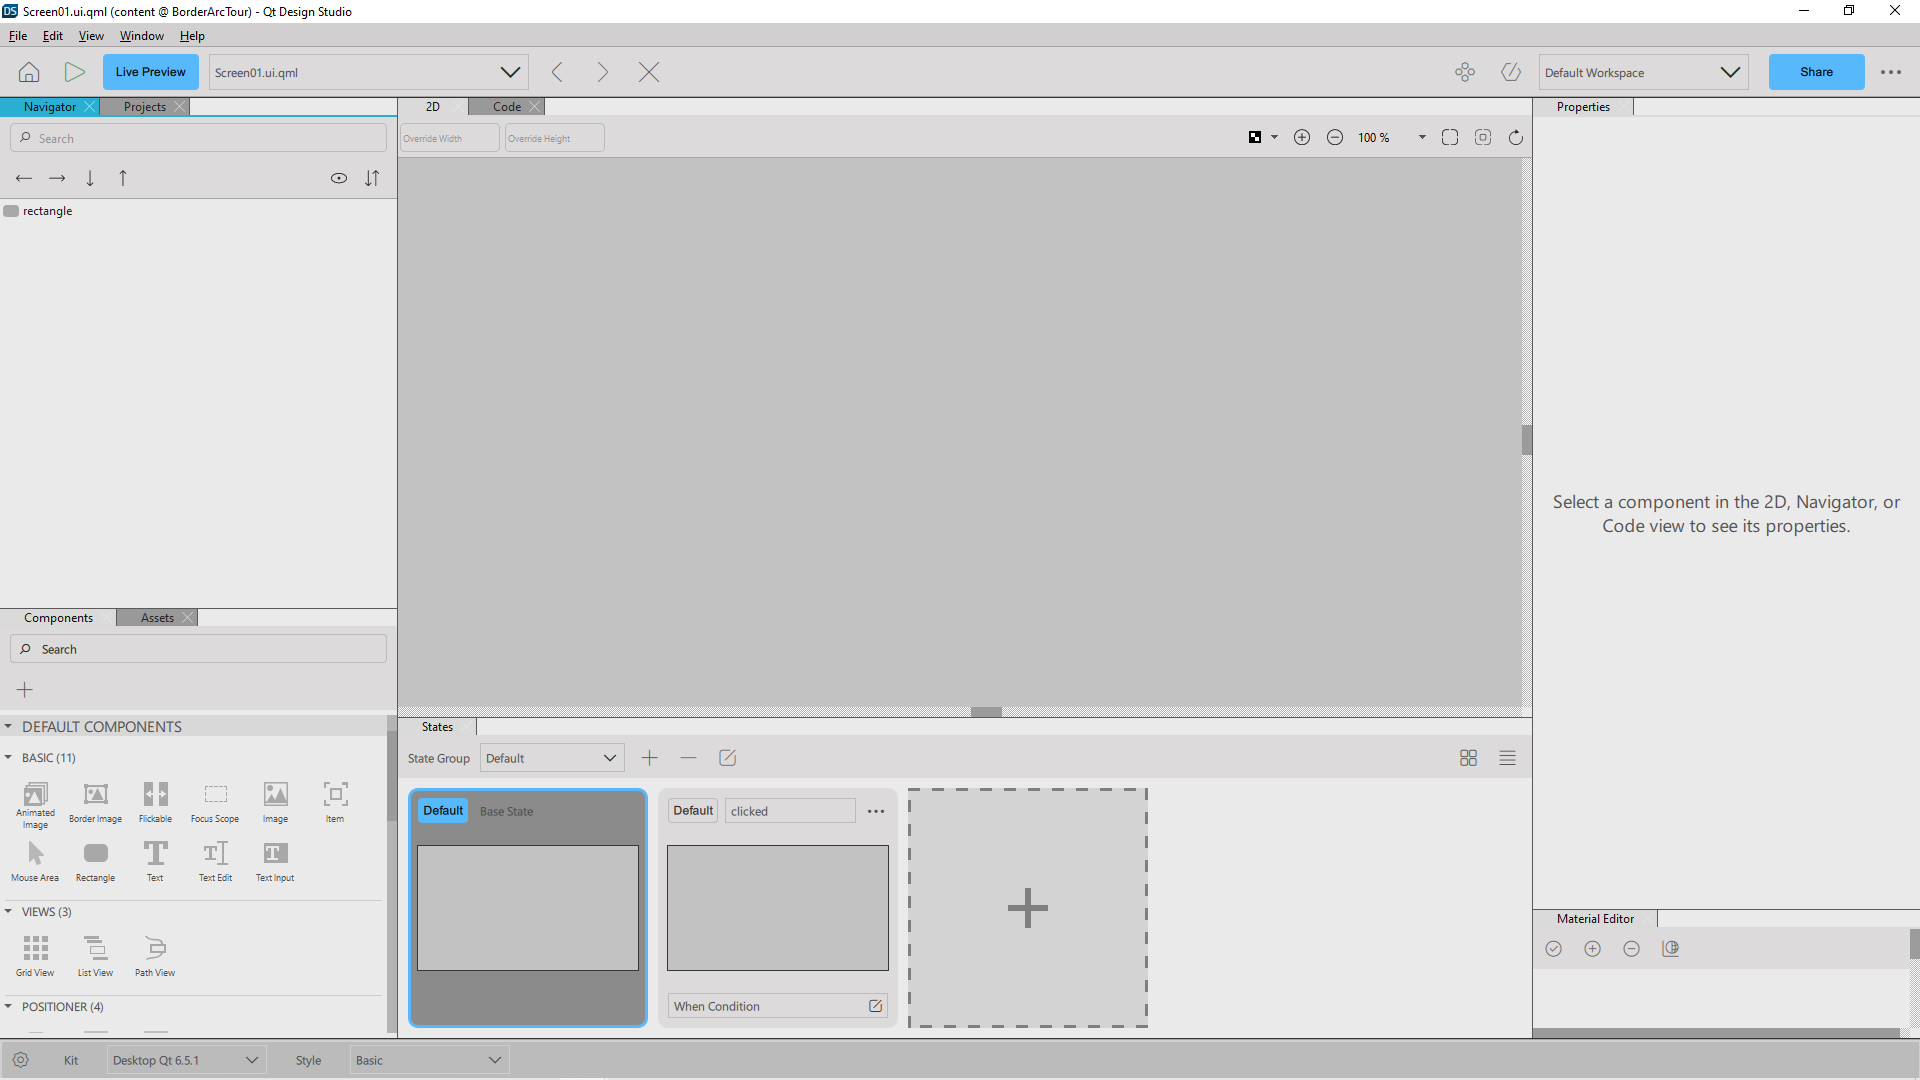 DS Screen01.ui.qml (content @ BorderArcTour) - Qt Design Studio
File Edit View Window Help
Live Preview Screen01.ui.qml Default Workspace Share
Navigator Projects
Search
rectangle
2D Code
Override Width Override Height 100 %
Properties
Select a component in the 2D, Navigator, or
Code view to see its properties.
Components Assets
Search
DEFAULT COMPONENTS
BASIC (11)
Animated
Image
Border Image Flickable Focus Scope Image Item
Mouse Area Rectangle Text Text Edit Text Input
VIEWS (3)
Grid View List View Path View
POSITIONER (4)
States
State Group Default
Default Base State
Default clicked
When Condition
Material Editor
Kit Desktop Qt 6.5.1 Style Basic